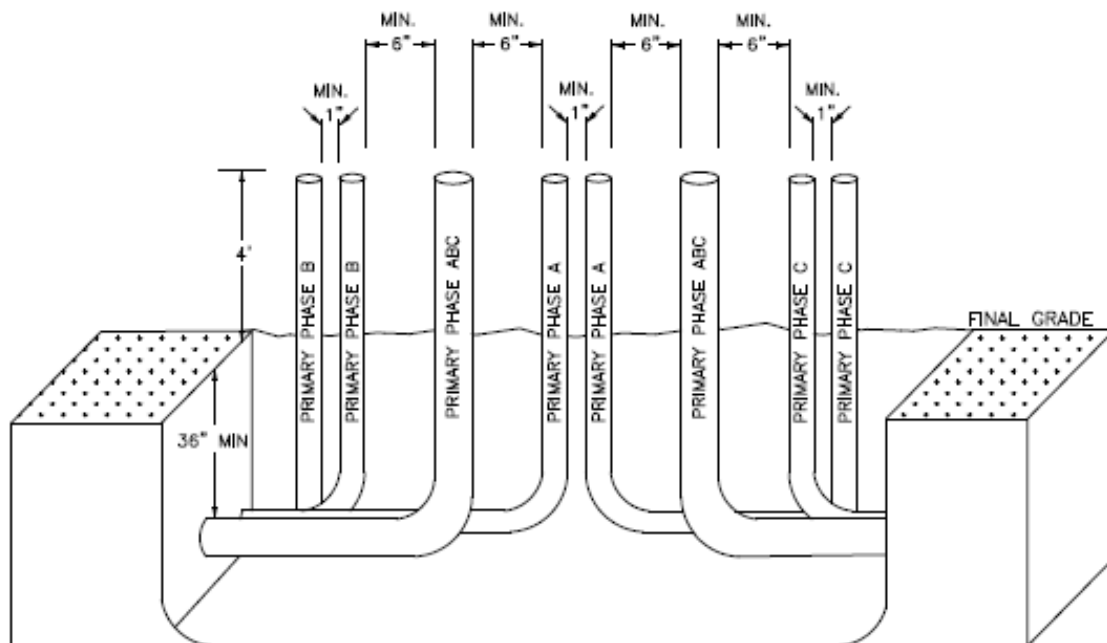 MIN.
6"
MIN.
6"
MIN.
6"
MIN.
6"
MIN.
1"
MIN.
1"
MIN.
1"
4'
PRIMARY PHASE B
PRIMARY PHASE B
PRIMARY PHASE ABC
PRIMARY PHASE A
PRIMARY PHASE A
PRIMARY PHASE ABC
PRIMARY PHASE C
PRIMARY PHASE C
FINAL GRADE
36" MIN